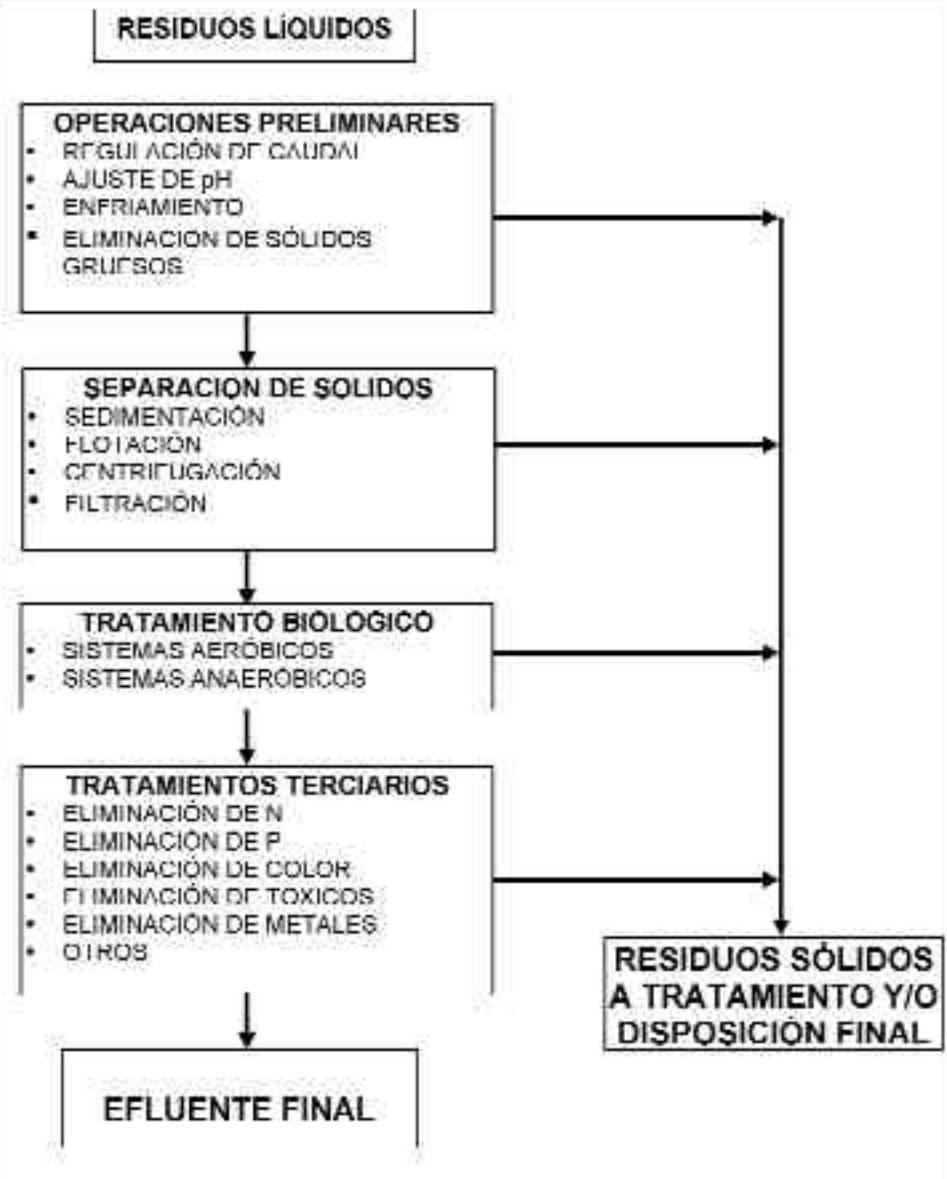 RESIDUOS LÍQUIDOS
OPERACIONES PRELIMINARES
• REGULACIÓN DE CAUDAL
• AJUSTE DE pH
• ENFRIAMIENTO
• ELIMINACION DE SÓLIDOS
GRUESOS
SEPARACION DE SOLIDOS
• SEDIMENTACIÓN
• FLOTACIÓN
• CENTRIFUGACIÓN
• FILTRACIÓN
TRATAMIENTO BIOLOGICO
• SISTEMAS AERÓBICOS
• SISTEMAS ANAERÓBICOS
TRATAMIENTOS TERCIARIOS
• ELIMINACIÓN DE N
• ELIMINACIÓN DE P
• ELIMINACIÓN DE COLOR
• ELIMINACIÓN DE TOXICOS
• ELIMINACIÓN DE METALES
• OTROS
RESIDUOS SÓLIDOS
A TRATAMIENTO Y/O
DISPOSICIÓN FINAL
EFLUENTE FINAL